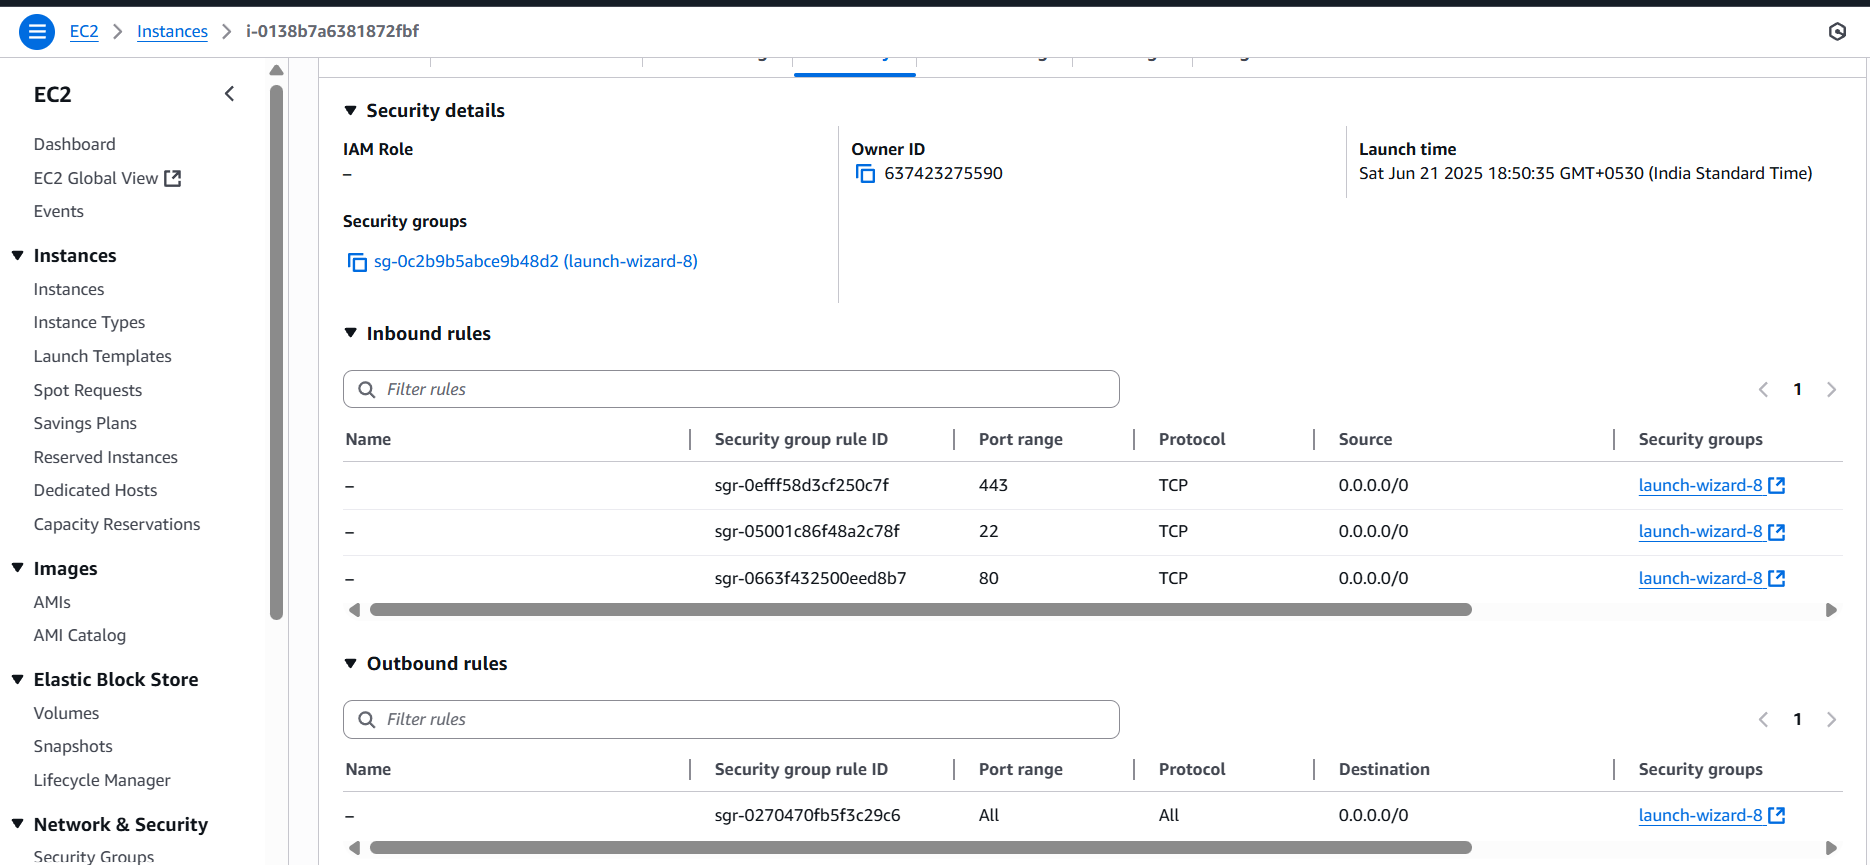 EC2 > Instances > i-0138b7a6381872fbf
EC2
Dashboard
EC2 Global View
Events
Instances
Instances
Instance Types
Launch Templates
Spot Requests
Savings Plans
Reserved Instances
Dedicated Hosts
Capacity Reservations
Images
AMIs
AMI Catalog
Elastic Block Store
Volumes
Snapshots
Lifecycle Manager
Network & Security
Security Groups
Security details
IAM Role
–
Owner ID
637423275590
Launch time
Sat Jun 21 2025 18:50:35 GMT+0530 (India Standard Time)
Security groups
sg-0c2b9b5abce9b48d2 (launch-wizard-8)
Inbound rules
Filter rules
1
Name Security group rule ID Port range Protocol Source Security groups
– sgr-0efff58d3cf250c7f 443 TCP 0.0.0.0/0 launch-wizard-8
– sgr-05001c86f48a2c78f 22 TCP 0.0.0.0/0 launch-wizard-8
– sgr-0663f432500eed8b7 80 TCP 0.0.0.0/0 launch-wizard-8
Outbound rules
Filter rules
1
Name Security group rule ID Port range Protocol Destination Security groups
– sgr-0270470fb5f3c29c6 All All 0.0.0.0/0 launch-wizard-8